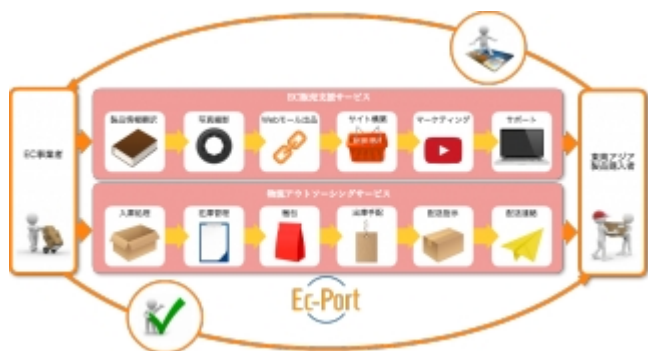 EC販売支援サービス
製品情報翻訳
写真撮影
Webモール出品
サイト構築
マーケティング
サポート
EC事業者
東南アジア
製品購入者
物流アウトソーシングサービス
入庫処理
在庫管理
梱包
出庫手配
配送指示
配送連絡
Ec-Port